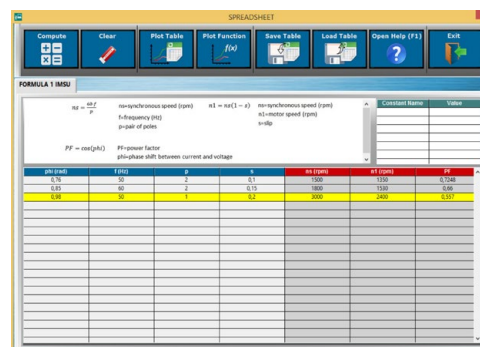 SPREADSHEET
Compute Clear Plot Table Plot Function Save Table Load Table Open Help (F1) Exit
f(x)
FORMULA 1 IMSU
ns = 60·f / p ns=synchronous speed (rpm) n1 = ns(1 − s) ns=synchronous speed (rpm) Constant Name Value
f=frequency (Hz) n1=motor speed (rpm)
p=pair of poles s=slip
PF = cos(phi) PF=power factor
phi=phase shift between current and voltage
phi (rad) f (Hz) p s ns (rpm) n1 (rpm) PF
0,76 50 2 0,1 1500 1350 0,7248
0,85 60 2 0,15 1800 1530 0,66
0,98 50 1 0,2 3000 2400 0,557